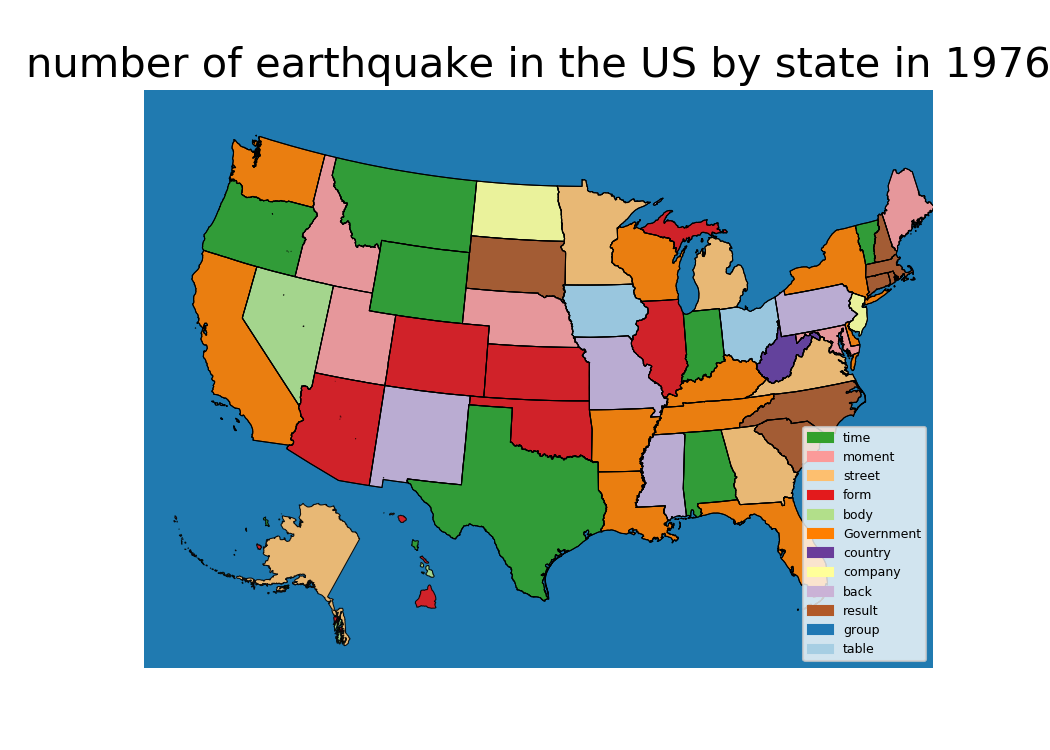 number of earthquake in the US by state in 1976
time
moment
street
form
body
Government
country
company
back
result
group
table